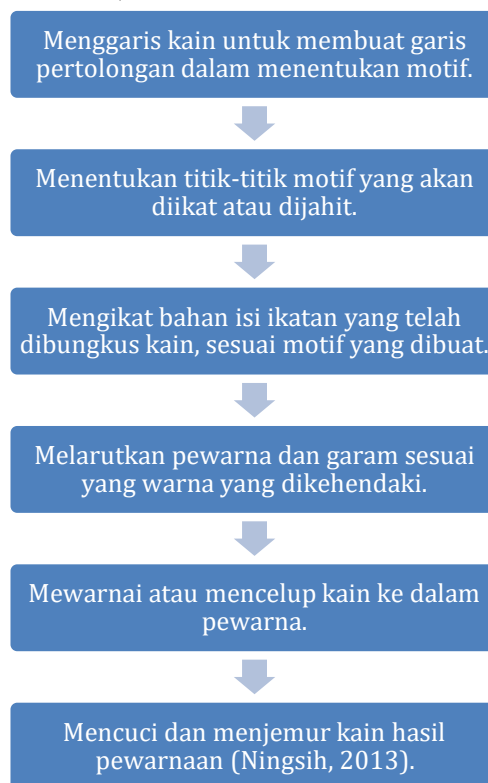 Menggaris kain untuk membuat garis
pertolongan dalam menentukan motif.
Menentukan titik-titik motif yang akan
diikat atau dijahit.
Mengikat bahan isi ikatan yang telah
dibungkus kain, sesuai motif yang dibuat.
Melarutkan pewarna dan garam sesuai
yang warna yang dikehendaki.
Mewarnai atau mencelup kain ke dalam
pewarna.
Mencuci dan menjemur kain hasil
pewarnaan (Ningsih, 2013).